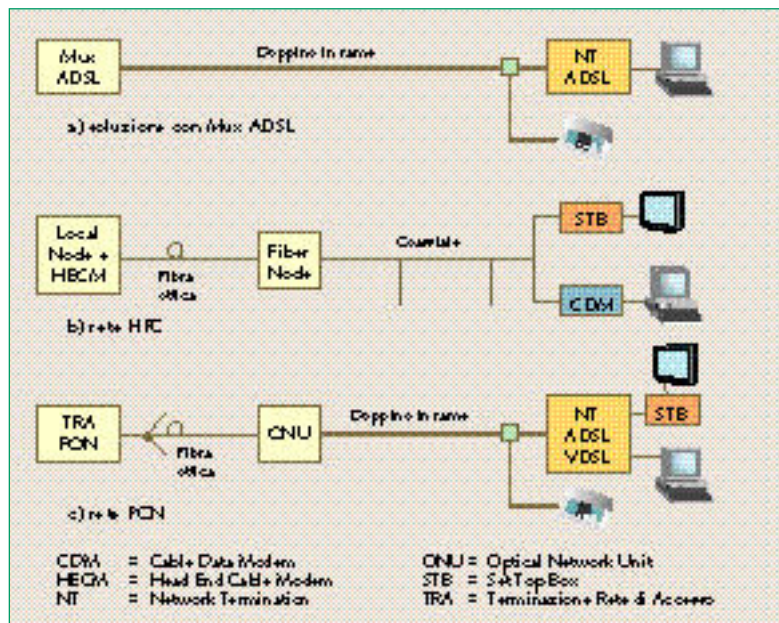 Mux
ADSL
Doppino in rame
NT
ADSL
a) soluzione con Mux ADSL
Local
Node +
HECM
Fibra
ottica
Fiber
Node
Coassiale
STB
CDM
b) rete HFC
TRA
PON
Fibra
ottica
ONU
Doppino in rame
NT
ADSL
VDSL
STB
c) rete PON
CDM = Cable Data Modem
HECM = Head End Cable Modem
NT = Network Termination
ONU = Optical Network Unit
STB = Set Top Box
TRA = Terminazione Rete di Accesso